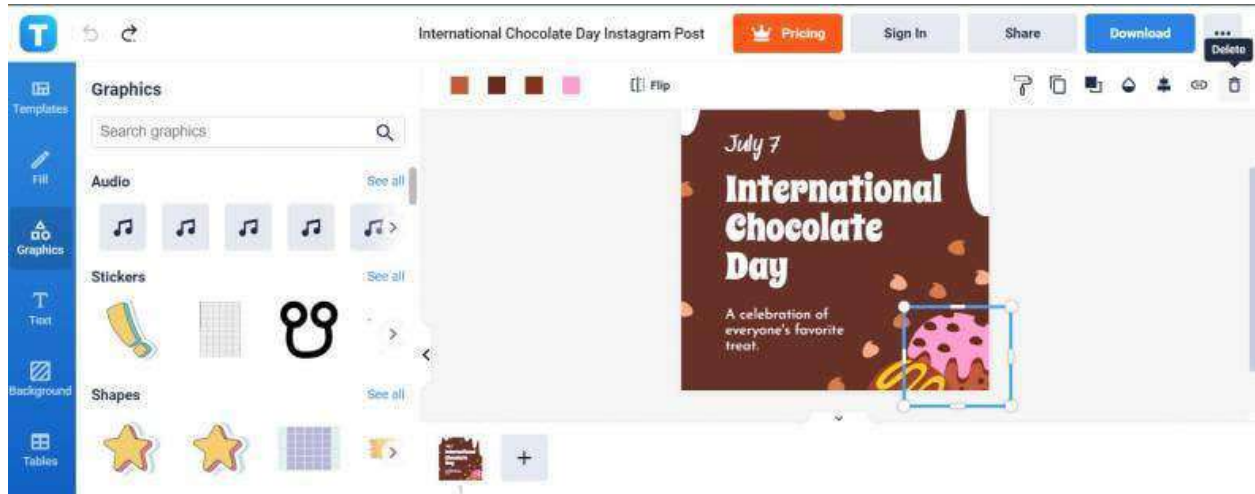 T
International Chocolate Day Instagram Post
Pricing
Sign In
Share
Download
...
Delete
Templates
Fill
Graphics
Text
Background
Tables
Graphics
Search graphics
Audio
See all
Stickers
See all
Shapes
See all
Flip
July 7
International
Chocolate
Day
A celebration of
everyone's favorite
treat.
+
1